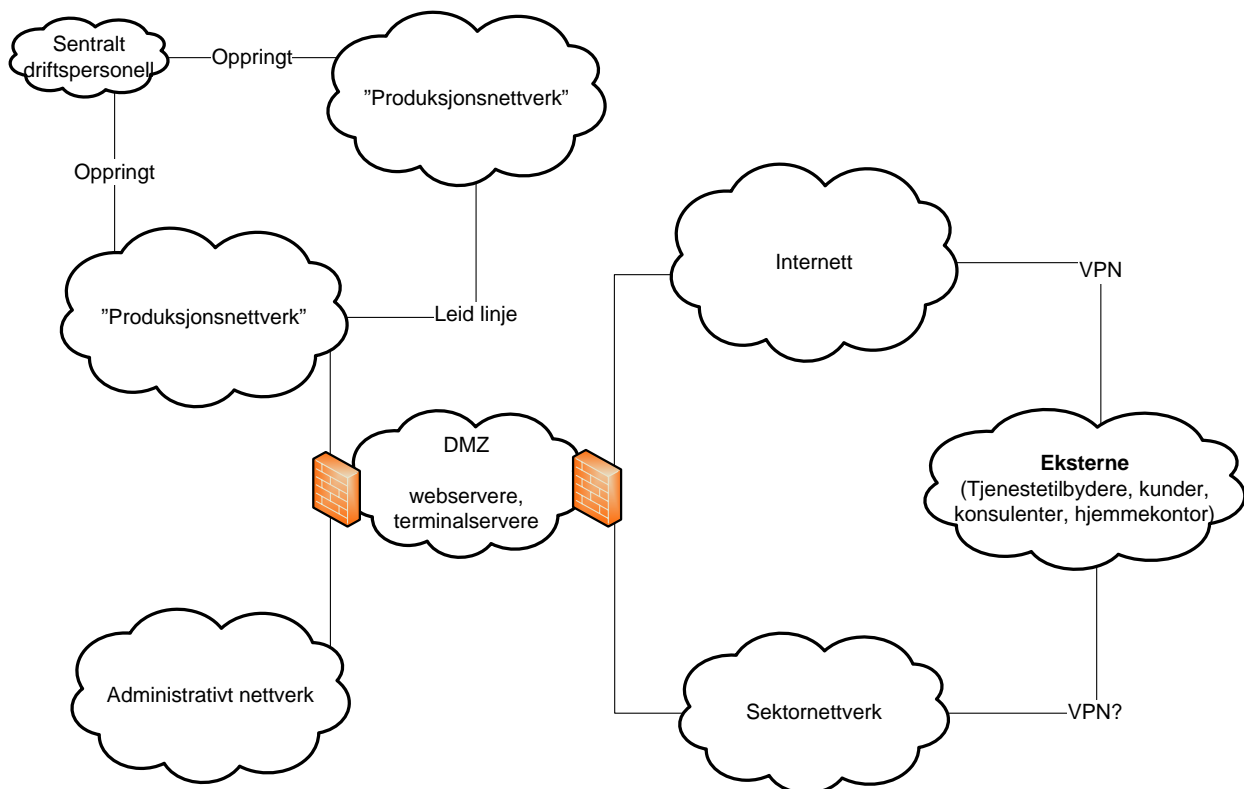 Sentralt
driftspersonell
Oppringt
”Produksjonsnettverk”
Oppringt
Internett
VPN
”Produksjonsnettverk”
Leid linje
DMZ
webservere,
terminalservere
Eksterne
(Tjenestetilbydere, kunder,
konsulenter, hjemmekontor)
Administrativt nettverk
Sektornettverk
VPN?